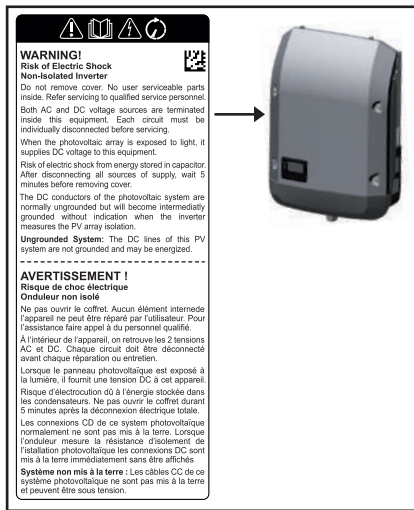 WARNING!
Risk of Electric Shock
Non-Isolated Inverter
Do not remove cover. No user serviceable parts
inside. Refer servicing to qualified service personnel.
Both AC and DC voltage sources are terminated
inside this equipment. Each circuit must be
individually disconnected before servicing.
When the photovoltaic array is exposed to light, it
supplies DC voltage to this equipment.
Risk of electric shock from energy stored in capacitor.
After disconnecting all sources of supply, wait 5
minutes before removing cover.
The DC conductors of the photovoltaic system are
normally ungrounded but will become intermediatly
grounded without indication when the inverter
measures the PV array isolation.
Ungrounded System: The DC lines of this PV
system are not grounded and may be energized.
AVERTISSEMENT !
Risque de choc électrique
Onduleur non isolé
Ne pas ouvrir le coffret. Aucun élément internede
l'appareil ne peut être réparé par l'utilisateur. Pour
l'assistance faire appel à du personnel qualifié.
À l'intérieur de l'appareil, on retrouve les 2 tensions
AC et DC. Chaque circuit doit être déconnecté
avant chaque réparation ou entretien.
Lorsque le panneau photovoltaïque est exposé à
la lumière, il fournit une tension DC à cet appareil.
Risque d'électrocution dû à l'énergie stockée dans
les condensateurs. Ne pas ouvrir le coffret durant
5 minutes après la déconnexion électrique totale.
Les connexions CD de ce system photovoltaïque
normalement ne sont pas mis à la terre. Lorsque
l'onduleur mesure la résistance d'isolement de
l'istallation photovoltaïque les connexions DC sont
mis à la terre immédiatement sans être affichés
Système non mis à la terre : Les câbles CC de ce
système photovoltaïque ne sont pas mis à la terre
et peuvent être sous tension.